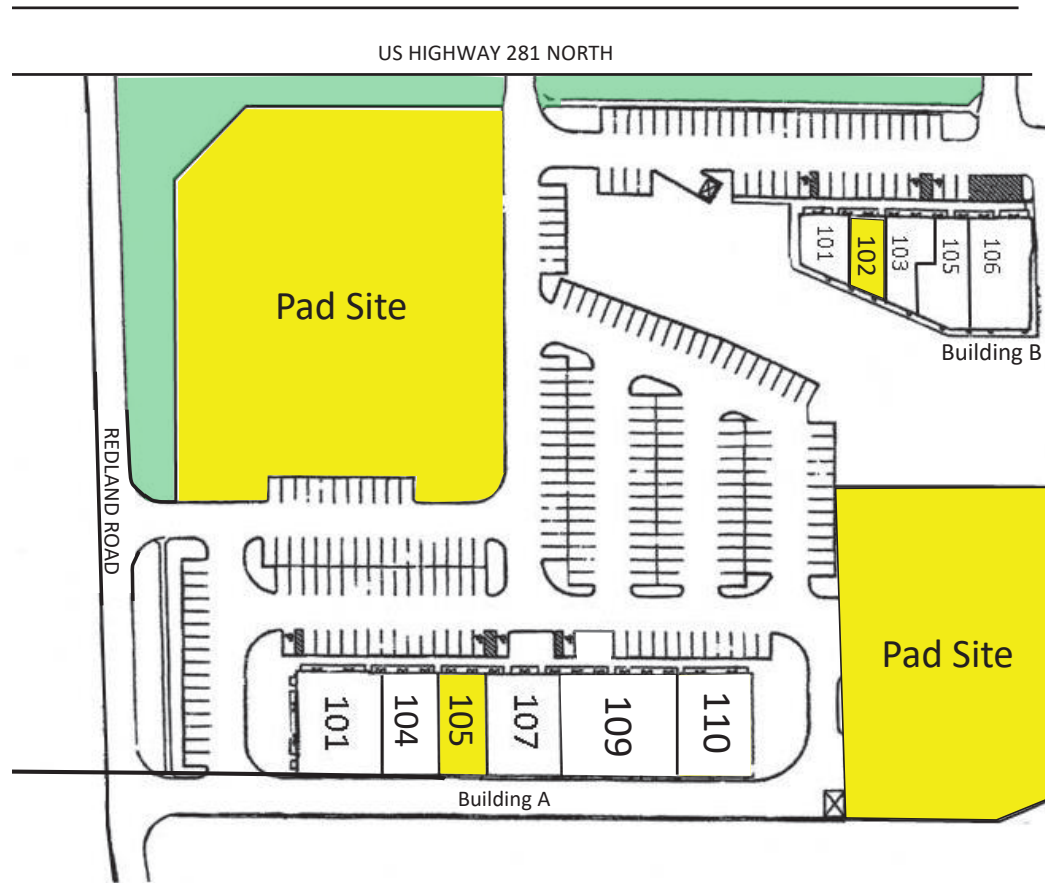 US HIGHWAY 281 NORTH
101
102
103
105
106
Pad Site
Building B
REDLAND ROAD
Pad Site
101
104
105
107
109
110
Building A